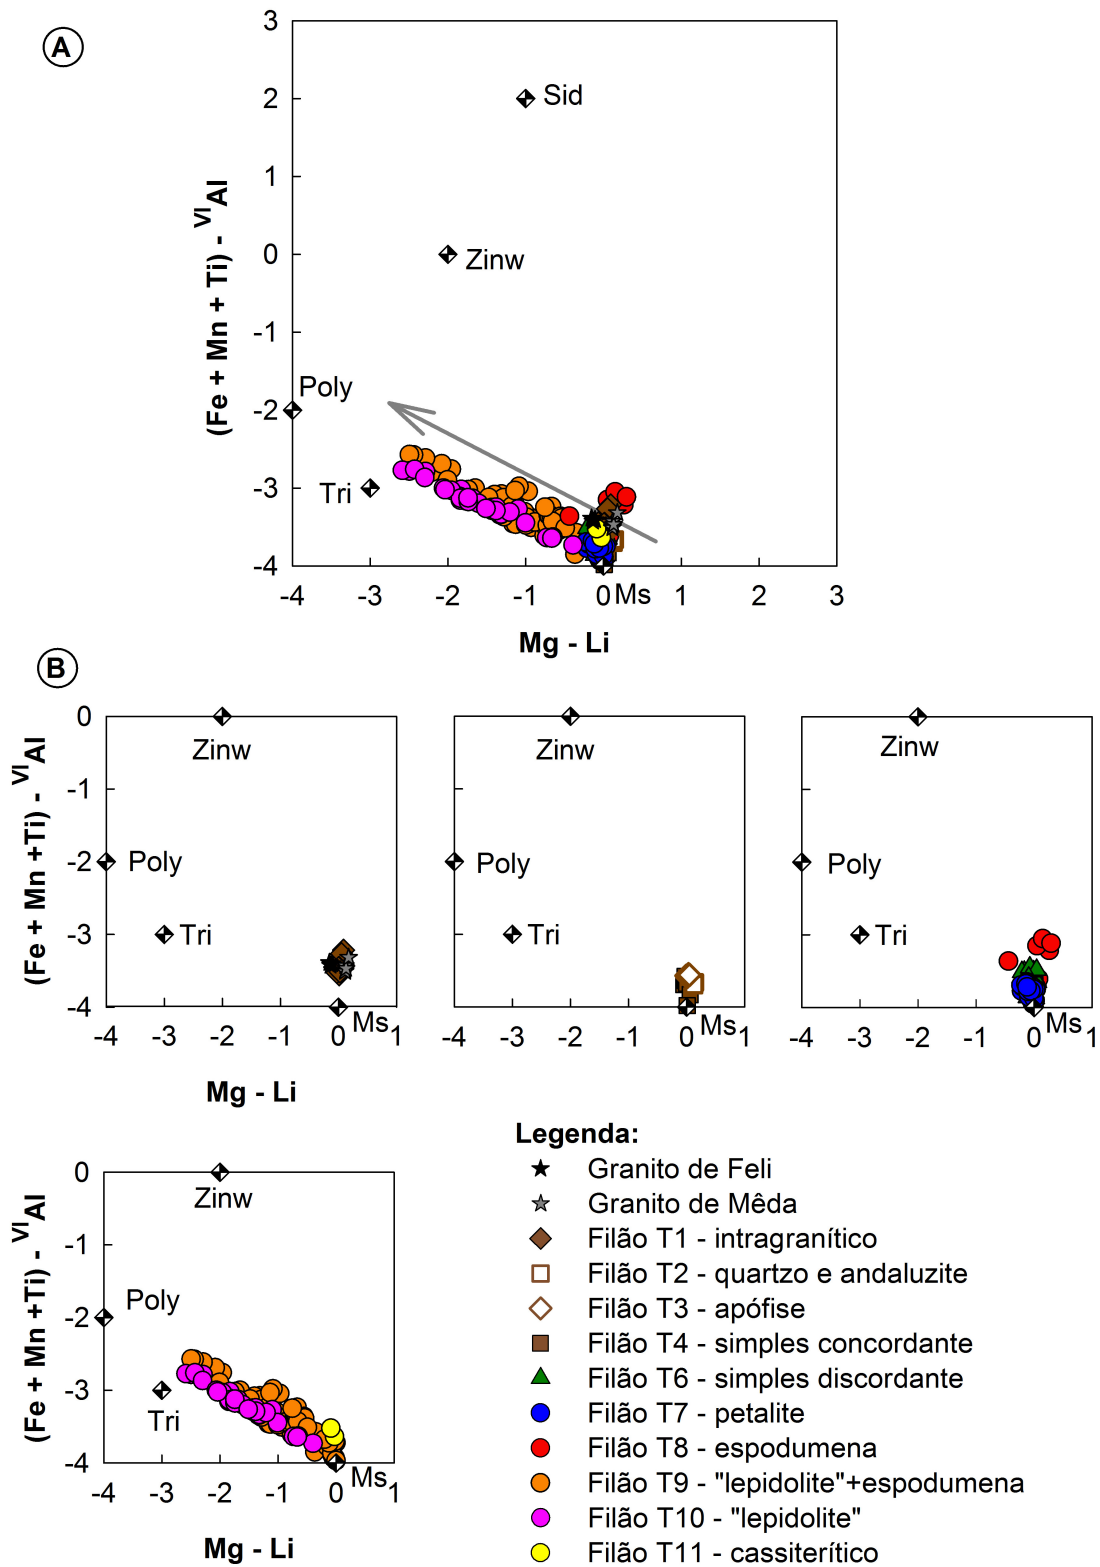 A
3
2
1
0
-1
-2
-3
-4
(Fe + Mn + Ti) - VIAl
Sid
Zinw
Poly
Tri
Ms
-4 -3 -2 -1 0 1 2 3
Mg - Li
B
0
-1
-2
-3
-4
(Fe + Mn +Ti) - VIAl
Zinw
Poly
Tri
Ms
-4 -3 -2 -1 0 1
Mg - Li
Zinw
Poly
Tri
Ms
-4 -3 -2 -1 0 1
Zinw
Poly
Tri
Ms
-4 -3 -2 -1 0 1
0
-1
-2
-3
-4
(Fe + Mn +Ti) - VIAl
Zinw
Poly
Tri
Ms
-4 -3 -2 -1 0 1
Mg - Li
Legenda:
Granito de Feli
Granito de Mêda
Filão T1 - intragranítico
Filão T2 - quartzo e andaluzite
Filão T3 - apófise
Filão T4 - simples concordante
Filão T6 - simples discordante
Filão T7 - petalite
Filão T8 - espodumena
Filão T9 - "lepidolite"+espodumena
Filão T10 - "lepidolite"
Filão T11 - cassiterítico